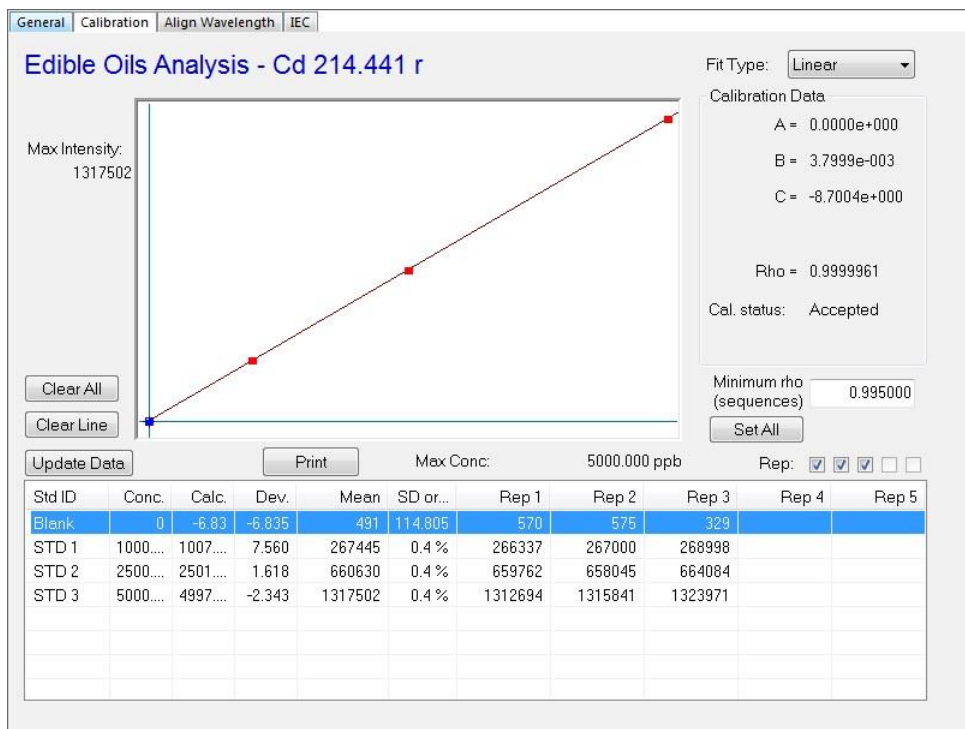 General Calibration Align Wavelength IEC
Edible Oils Analysis - Cd 214.441 r
Fit Type: Linear
Calibration Data
A = 0.0000e+000
B = 3.7999e-003
C = -8.7004e+000
Rho = 0.9999961
Cal. status: Accepted
Max Intensity:
1317502
Clear All
Clear Line
Minimum rho
(sequences) 0.995000
Set All
Update Data Print Max Conc: 5000.000 ppb Rep:
Std ID Conc. Calc. Dev. Mean SD or... Rep 1 Rep 2 Rep 3 Rep 4 Rep 5
Blank 0 -6.83 -6.835 491 114.805 570 575 329
STD 1 1000.... 1007.... 7.560 267445 0.4 % 266337 267000 268998
STD 2 2500.... 2501.... 1.618 660630 0.4 % 659762 658045 664084
STD 3 5000.... 4997.... -2.343 1317502 0.4 % 1312694 1315841 1323971